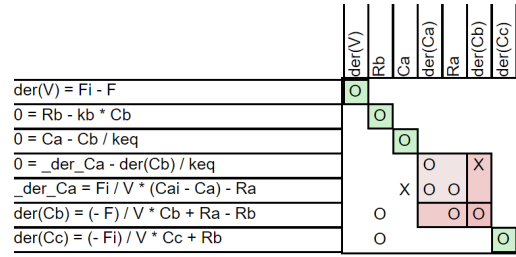 der(V)
Rb
Ca
der(Ca)
Ra
der(Cb)
der(Cc)
der(V) = Fi - F O
0 = Rb - kb * Cb O
0 = Ca - Cb / keq O
0 = _der_Ca - der(Cb) / keq O X
_der_Ca = Fi / V * (Cai - Ca) - Ra X O O
der(Cb) = (- F) / V * Cb + Ra - Rb O O O
der(Cc) = (- Fi) / V * Cc + Rb O O